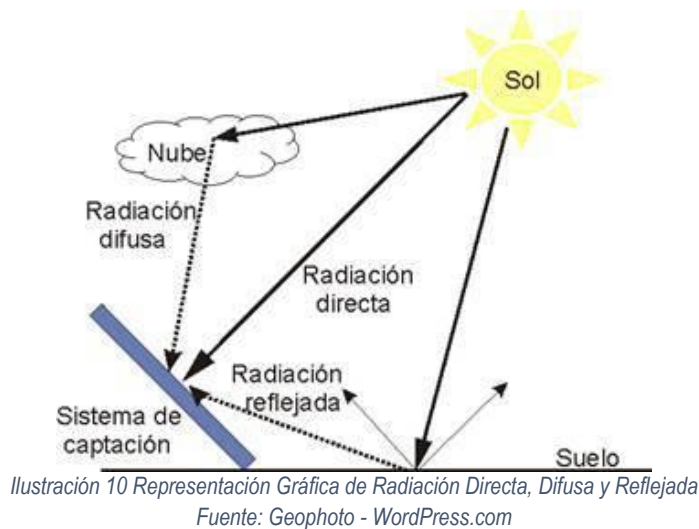 Sol
Nube
Radiación
difusa
Radiación
directa
Radiación
reflejada
Sistema de
captación
Suelo
Ilustración 10 Representación Gráfica de Radiación Directa, Difusa y Reflejada
Fuente: Geophoto - WordPress.com